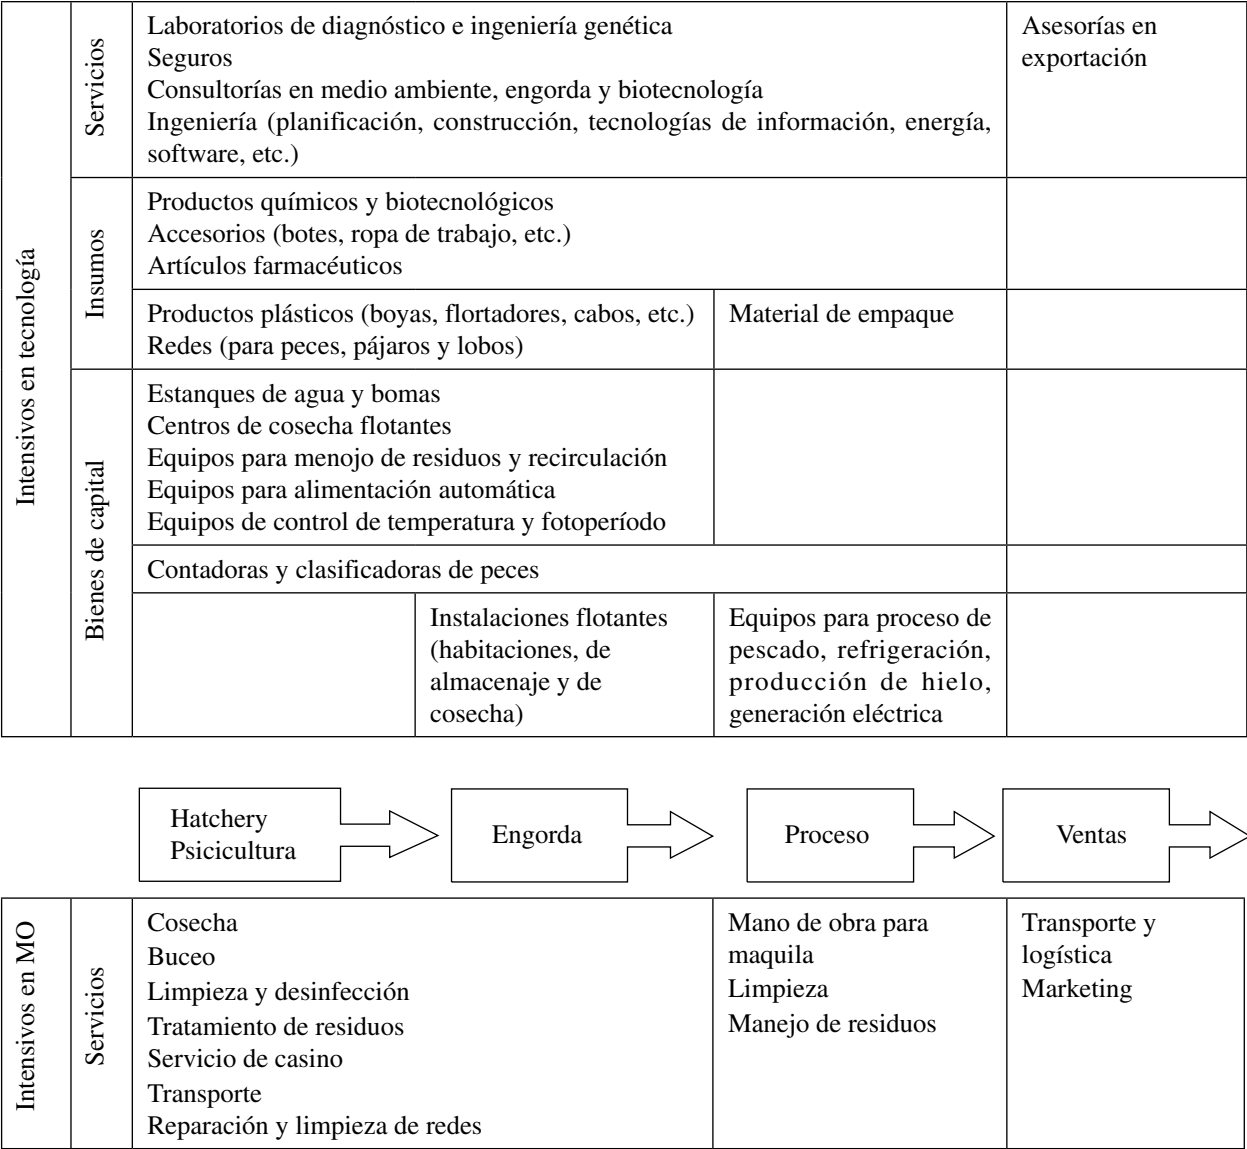 Intensivos en tecnología
Servicios
Laboratorios de diagnóstico e ingeniería genética
Seguros
Consultorías en medio ambiente, engorda y biotecnología
Ingeniería (planificación, construcción, tecnologías de información, energía,
software, etc.)
Asesorías en
exportación
Insumos
Productos químicos y biotecnológicos
Accesorios (botes, ropa de trabajo, etc.)
Artículos farmacéuticos
Productos plásticos (boyas, flortadores, cabos, etc.)
Redes (para peces, pájaros y lobos)
Material de empaque
Bienes de capital
Estanques de agua y bomas
Centros de cosecha flotantes
Equipos para menojo de residuos y recirculación
Equipos para alimentación automática
Equipos de control de temperatura y fotoperíodo
Contadoras y clasificadoras de peces
Instalaciones flotantes
(habitaciones, de
almacenaje y de
cosecha)
Equipos para proceso de
pescado, refrigeración,
producción de hielo,
generación eléctrica
Hatchery
Psicicultura
Engorda
Proceso
Ventas
Intensivos en MO
Servicios
Cosecha
Buceo
Limpieza y desinfección
Tratamiento de residuos
Servicio de casino
Transporte
Reparación y limpieza de redes
Mano de obra para
maquila
Limpieza
Manejo de residuos
Transporte y
logística
Marketing